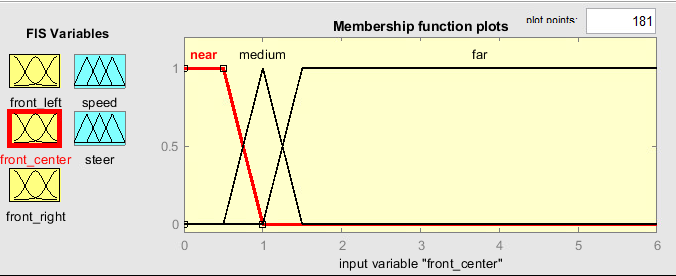 FIS Variables
front_left
speed
front_center
steer
front_right
Membership function plots
plot points:
181
near
medium
far
1
0.5
0
0
1
2
3
4
5
6
input variable "front_center"